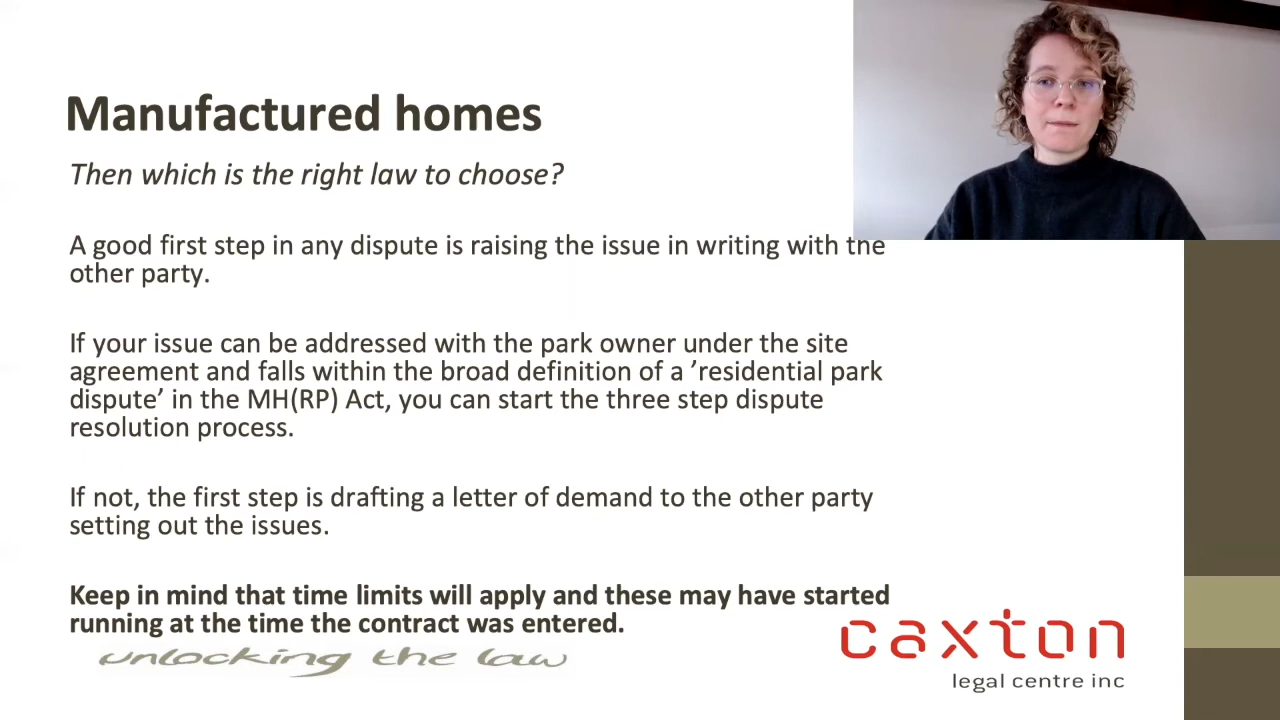 Manufactured homes
Then which is the right law to choose?
A good first step in any dispute is raising the issue in writing with the
other party.
If your issue can be addressed with the park owner under the site
agreement and falls within the broad definition of a ’residential park
dispute’ in the MH(RP) Act, you can start the three step dispute
resolution process.
If not, the first step is drafting a letter of demand to the other party
setting out the issues.
Keep in mind that time limits will apply and these may have started
running at the time the contract was entered.
unlocking the law
caxton
legal centre inc